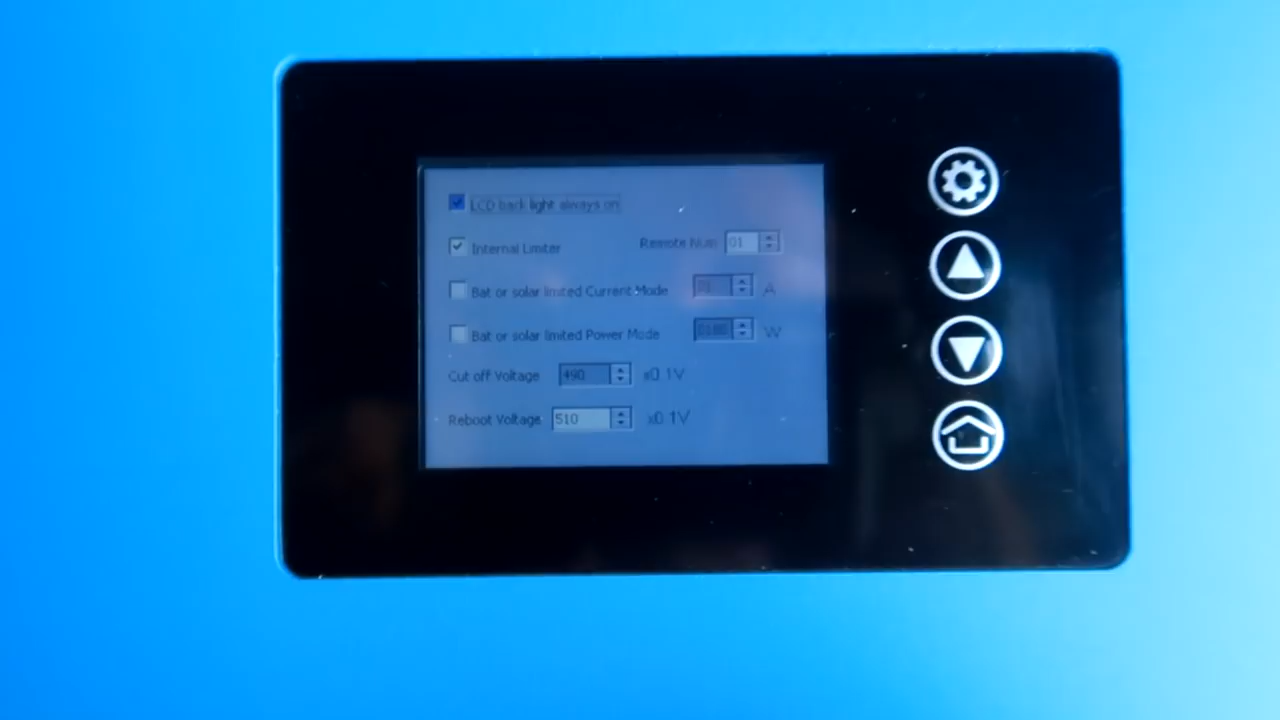 LCD back light always on
Internal Limiter Remote Num 01
Bat or solar limited Current Mode A
Bat or solar limited Power Mode W
Cut off Voltage 490 x0.1V
Reboot Voltage 510 x0.1V